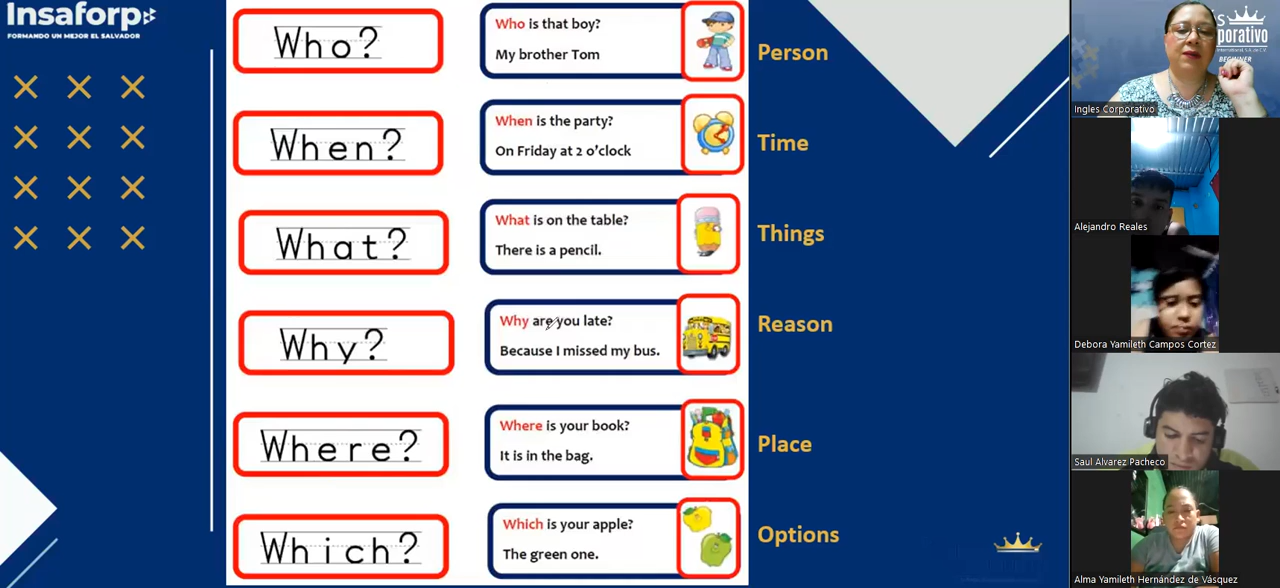 Insaforp
FORMANDO UN MEJOR EL SALVADOR
Who?
Who is that boy?
My brother Tom
Person
When?
When is the party?
On Friday at 2 o'clock
Time
What?
What is on the table?
There is a pencil.
Things
Why?
Why are you late?
Because I missed my bus.
Reason
Where?
Where is your book?
It is in the bag.
Place
Which?
Which is your apple?
The green one.
Options
BEGINNER
Ingles Corporativo
Alejandro Reales
Debora Yamileth Campos Cortez
Saul Alvarez Pacheco
Alma Yamileth Hernández de Vásquez